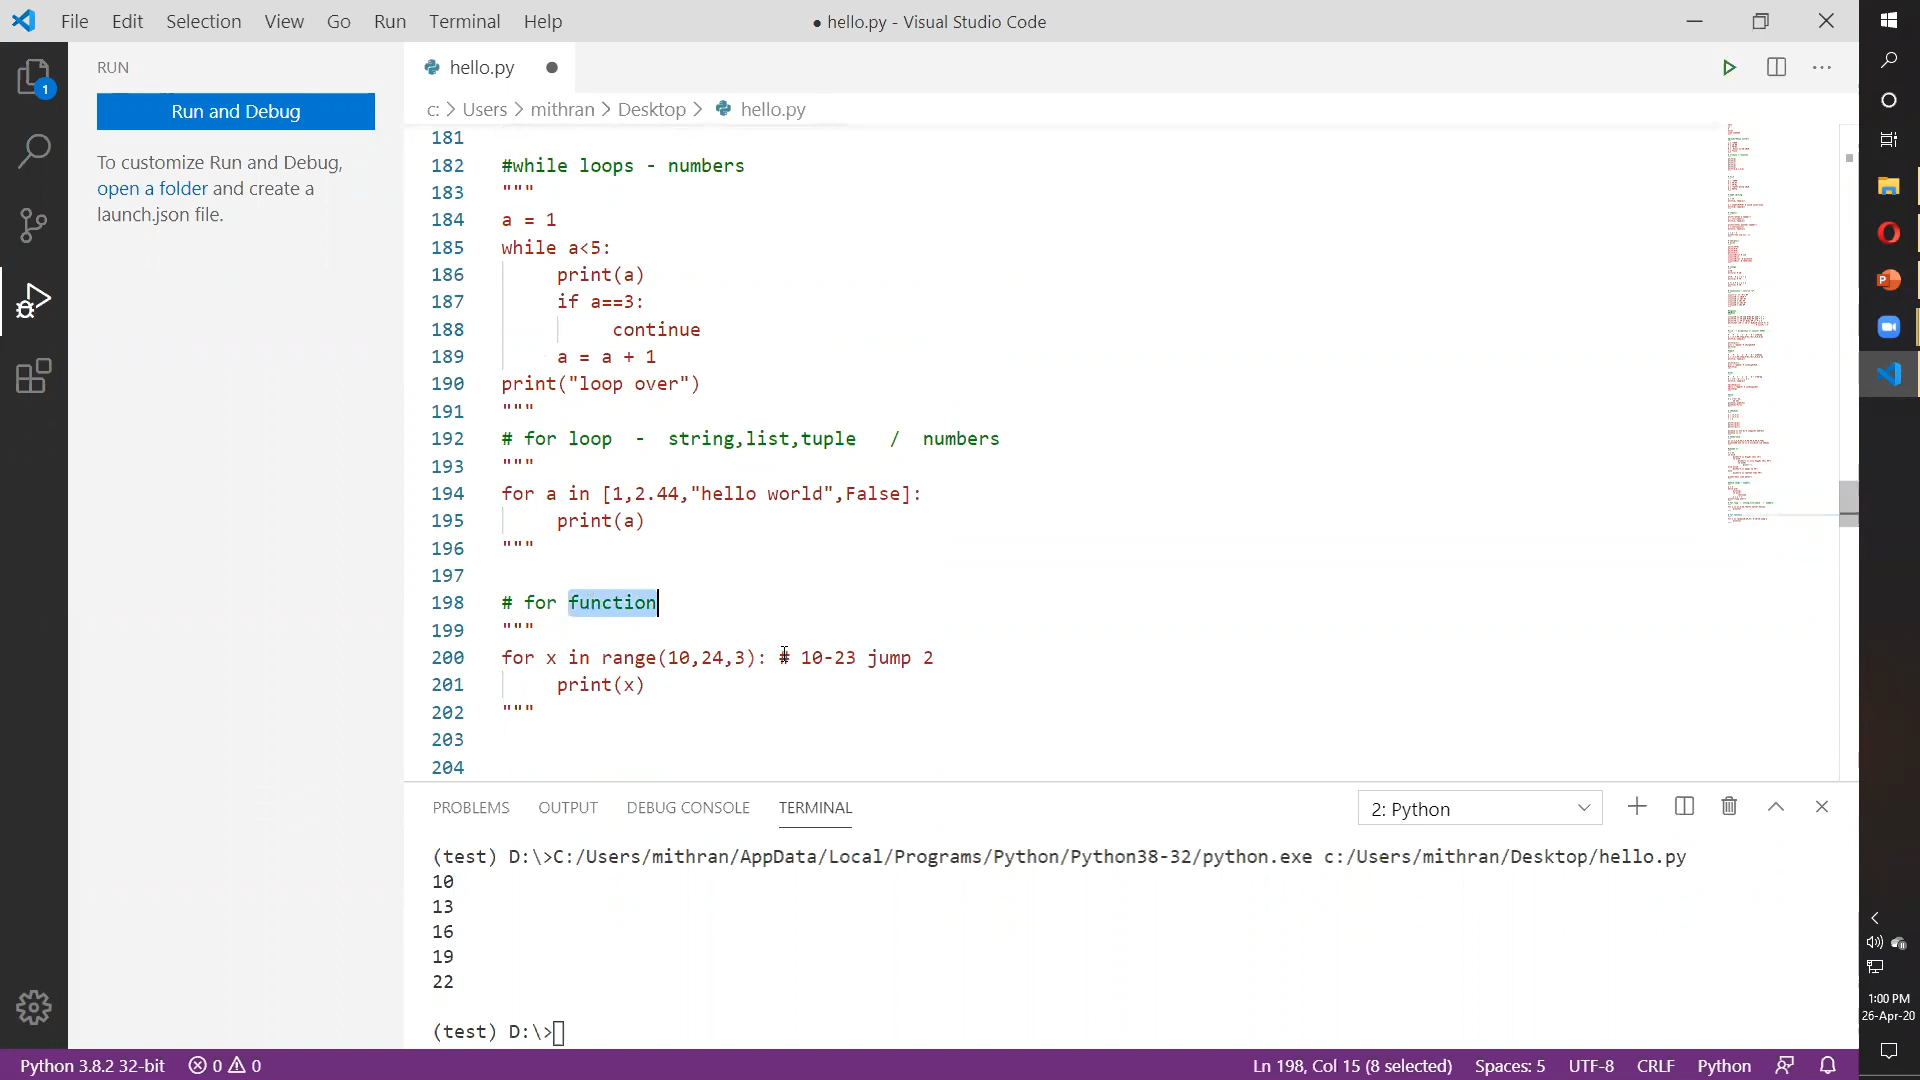 File Edit Selection View Go Run Terminal Help
● hello.py - Visual Studio Code
RUN
Run and Debug
To customize Run and Debug,
open a folder and create a
launch.json file.
1
hello.py
c: > Users > mithran > Desktop > hello.py
181
182 #while loops - numbers
183 """
184 a = 1
185 while a<5:
186 print(a)
187 if a==3:
188 continue
189 a = a + 1
190 print("loop over")
191 """
192 # for loop - string,list,tuple / numbers
193 """
194 for a in [1,2.44,"hello world",False]:
195 print(a)
196 """
197
198 # for function
199 """
200 for x in range(10,24,3): # 10-23 jump 2
201 print(x)
202 """
203
204
PROBLEMS OUTPUT DEBUG CONSOLE TERMINAL
2: Python
(test) D:\>C:/Users/mithran/AppData/Local/Programs/Python/Python38-32/python.exe c:/Users/mithran/Desktop/hello.py
10
13
16
19
22
(test) D:\>
Python 3.8.2 32-bit 0 0
Ln 198, Col 15 (8 selected) Spaces: 5 UTF-8 CRLF Python
1:00 PM
26-Apr-20